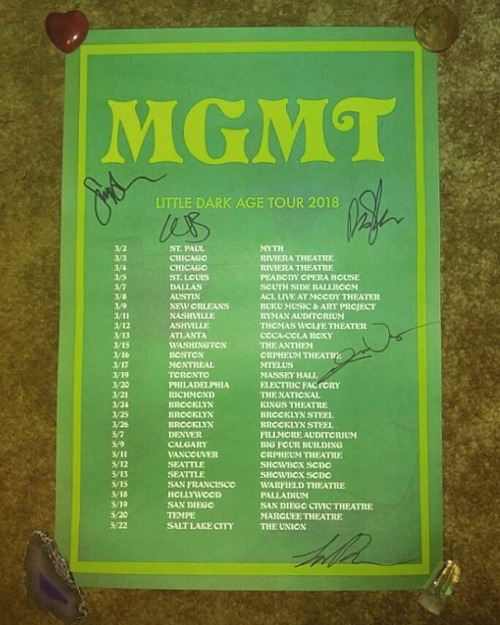 MGMT
LITTLE DARK AGE TOUR 2018
3/2 ST. PAUL MYTH
3/3 CHICAGO RIVIERA THEATRE
3/4 CHICAGO RIVIERA THEATRE
3/5 ST. LOUIS PEABODY OPERA HOUSE
3/7 DALLAS SOUTH SIDE BALLROOM
3/8 AUSTIN ACL LIVE AT MOODY THEATER
3/9 NEW ORLEANS BUKU MUSIC & ART PROJECT
3/11 NASHVILLE RYMAN AUDITORIUM
3/12 ASHVILLE THOMAS WOLFE THEATER
3/13 ATLANTA COCA-COLA ROXY
3/15 WASHINGTON THE ANTHEM
3/16 BOSTON ORPHEUM THEATRE
3/17 MONTREAL MTELUS
3/19 TORONTO MASSEY HALL
3/20 PHILADELPHIA ELECTRIC FACTORY
3/21 RICHMOND THE NATIONAL
3/24 BROOKLYN KINGS THEATRE
3/25 BROOKLYN BROOKLYN STEEL
3/26 BROOKLYN BROOKLYN STEEL
5/7 DENVER FILLMORE AUDITORIUM
5/9 CALGARY BIG FOUR BUILDING
5/11 VANCOUVER ORPHEUM THEATRE
5/12 SEATTLE SHOWBOX SODO
5/13 SEATTLE SHOWBOX SODO
5/15 SAN FRANCISCO WARFIELD THEATRE
5/18 HOLLYWOOD PALLADIUM
5/19 SAN DIEGO SAN DIEGO CIVIC THEATRE
5/20 TEMPE MARQUEE THEATRE
5/22 SALT LAKE CITY THE UNION